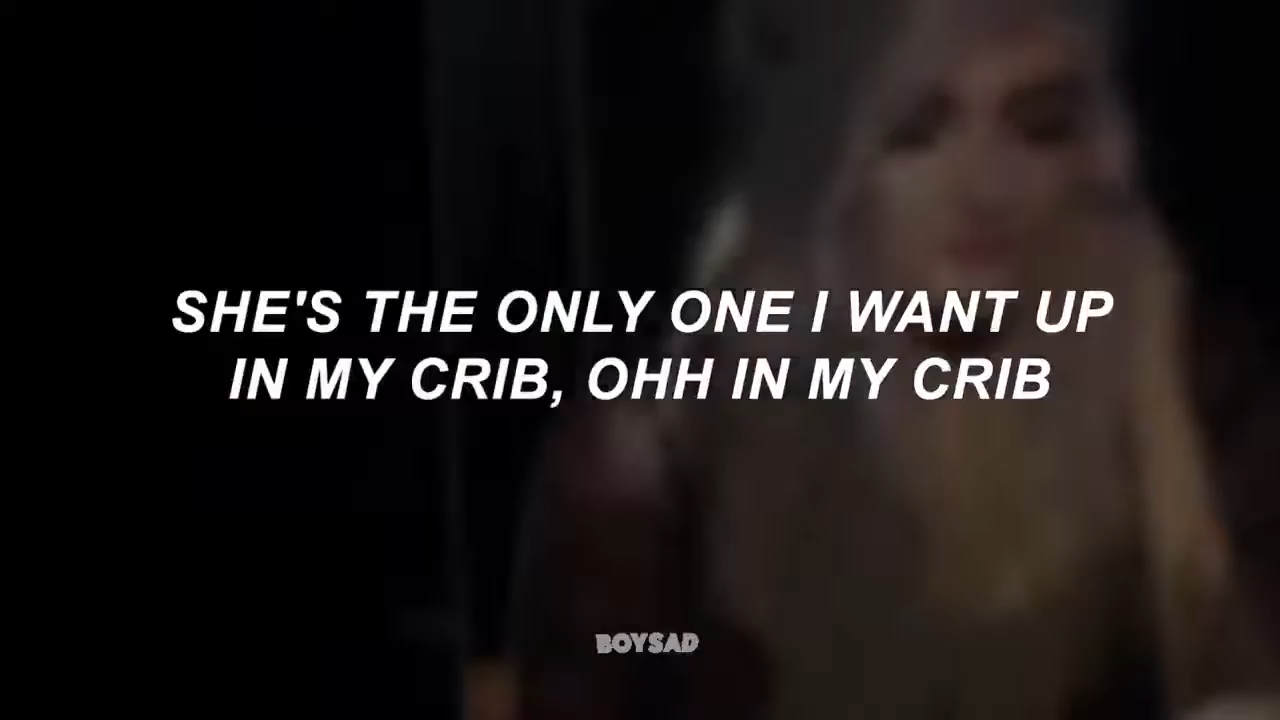 SHE'S THE ONLY ONE I WANT UP
IN MY CRIB, OHH IN MY CRIB
BOYSAD